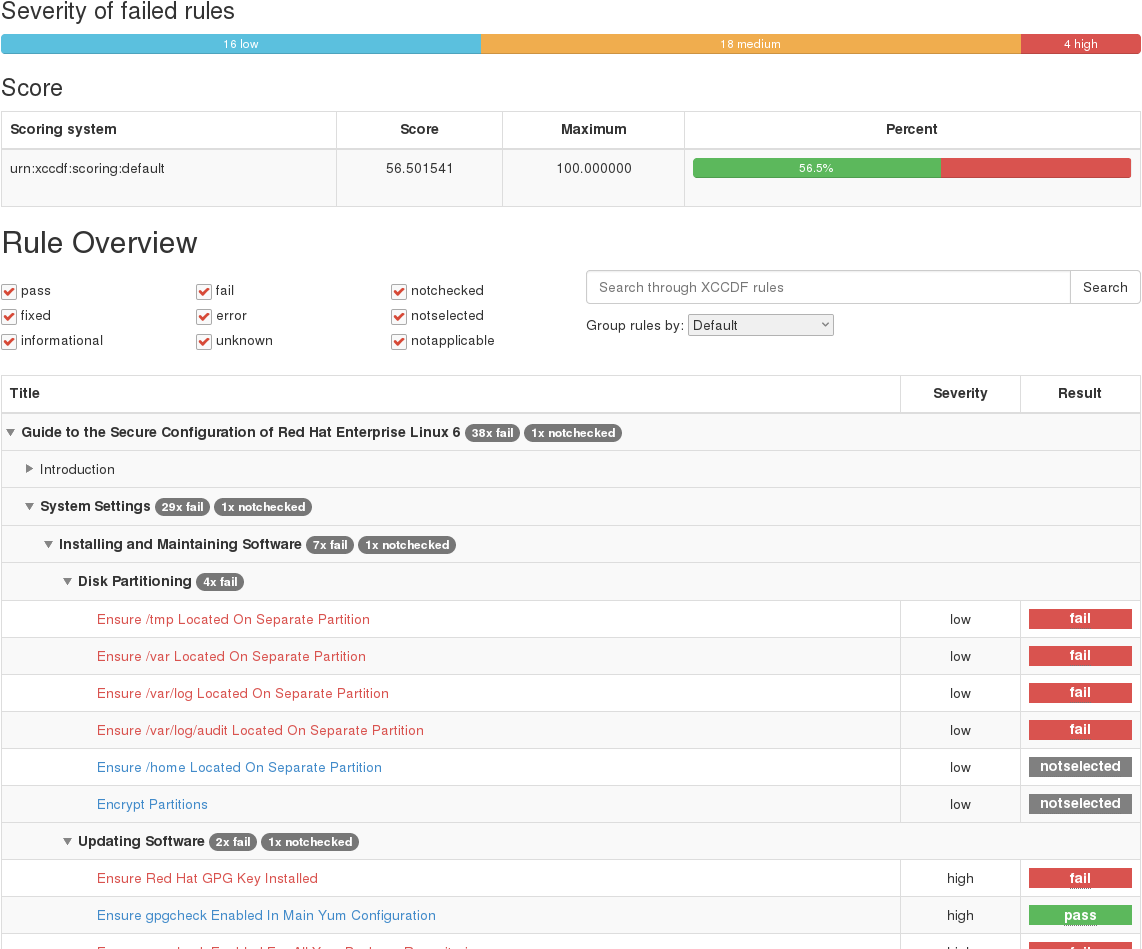 Severity of failed rules
16 low 18 medium 4 high
Score
Scoring system Score Maximum Percent
urn:xccdf:scoring:default 56.501541 100.000000 56.5%
Rule Overview
pass fail notchecked
fixed error notselected
informational unknown notapplicable
Search through XCCDF rules Search
Group rules by: Default
Title Severity Result
Guide to the Secure Configuration of Red Hat Enterprise Linux 6 38x fail 1x notchecked
Introduction
System Settings 29x fail 1x notchecked
Installing and Maintaining Software 7x fail 1x notchecked
Disk Partitioning 4x fail
Ensure /tmp Located On Separate Partition low fail
Ensure /var Located On Separate Partition low fail
Ensure /var/log Located On Separate Partition low fail
Ensure /var/log/audit Located On Separate Partition low fail
Ensure /home Located On Separate Partition low notselected
Encrypt Partitions low notselected
Updating Software 2x fail 1x notchecked
Ensure Red Hat GPG Key Installed high fail
Ensure gpgcheck Enabled In Main Yum Configuration high pass